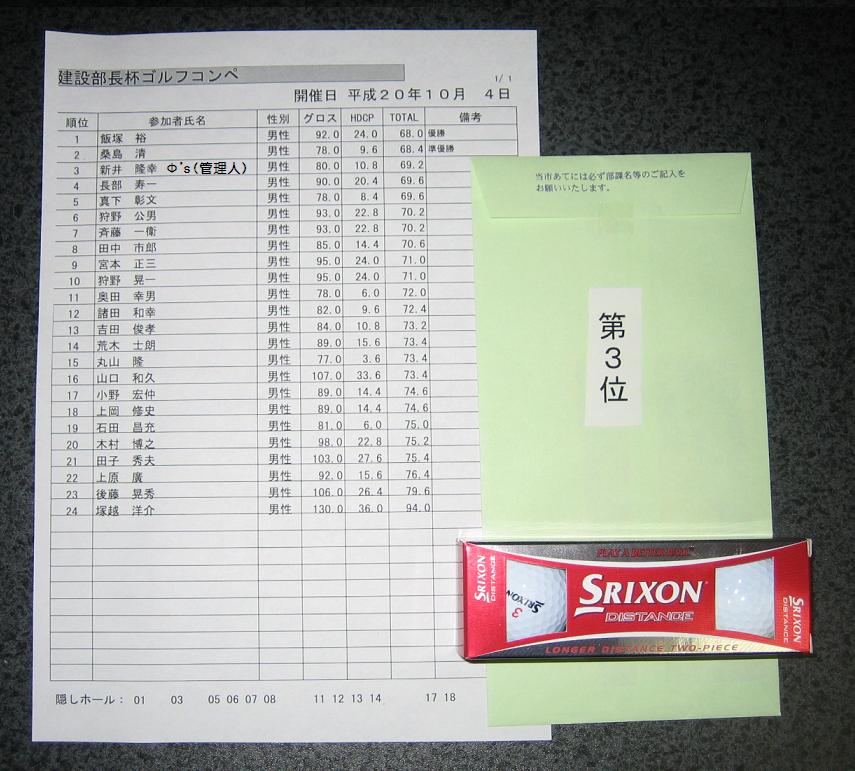 建設部長杯ゴルフコンペ
1/ 1
開催日 平成20年10月 4日
順位 参加者氏名 性別 グロス HDCP TOTAL 備考
1 飯塚 裕 男性 92.0 24.0 68.0 優勝
2 桑島 清 男性 78.0 9.6 68.4 準優勝
3 新井 隆幸 Φ's(管理人) 男性 80.0 10.8 69.2
4 長部 寿一 男性 90.0 20.4 69.6
5 真下 彰文 男性 78.0 8.4 69.6
6 狩野 公男 男性 93.0 22.8 70.2
7 斉藤 一衛 男性 93.0 22.8 70.2
8 田中 市郎 男性 85.0 14.4 70.6
9 宮本 正三 男性 95.0 24.0 71.0
10 狩野 晃一 男性 95.0 24.0 71.0
11 奥田 幸男 男性 78.0 6.0 72.0
12 諸田 和幸 男性 82.0 9.6 72.4
13 吉田 俊孝 男性 84.0 10.8 73.2
14 荒木 士朗 男性 89.0 15.6 73.4
15 丸山 隆 男性 77.0 3.6 73.4
16 山口 和久 男性 107.0 33.6 73.4
17 小野 宏仲 男性 89.0 14.4 74.6
18 上岡 修史 男性 89.0 14.4 74.6
19 石田 昌充 男性 81.0 6.0 75.0
20 木村 博之 男性 98.0 22.8 75.2
21 田子 秀夫 男性 103.0 27.6 75.4
22 上原 廣 男性 92.0 15.6 76.4
23 後藤 晃秀 男性 106.0 26.4 79.6
24 塚越 洋介 男性 130.0 36.0 94.0
隠しホール： 01 03 05 06 07 08 11 12 13 14 17 18
当市あてには必ず部課名等のご記入を
お願いいたします。
第3位
PLAY A BETTER BALL
SRIXON
DISTANCE
SRIXON
3
SRIXON
DISTANCE
SRIXON
DISTANCE
LONGER DISTANCE TWO-PIECE